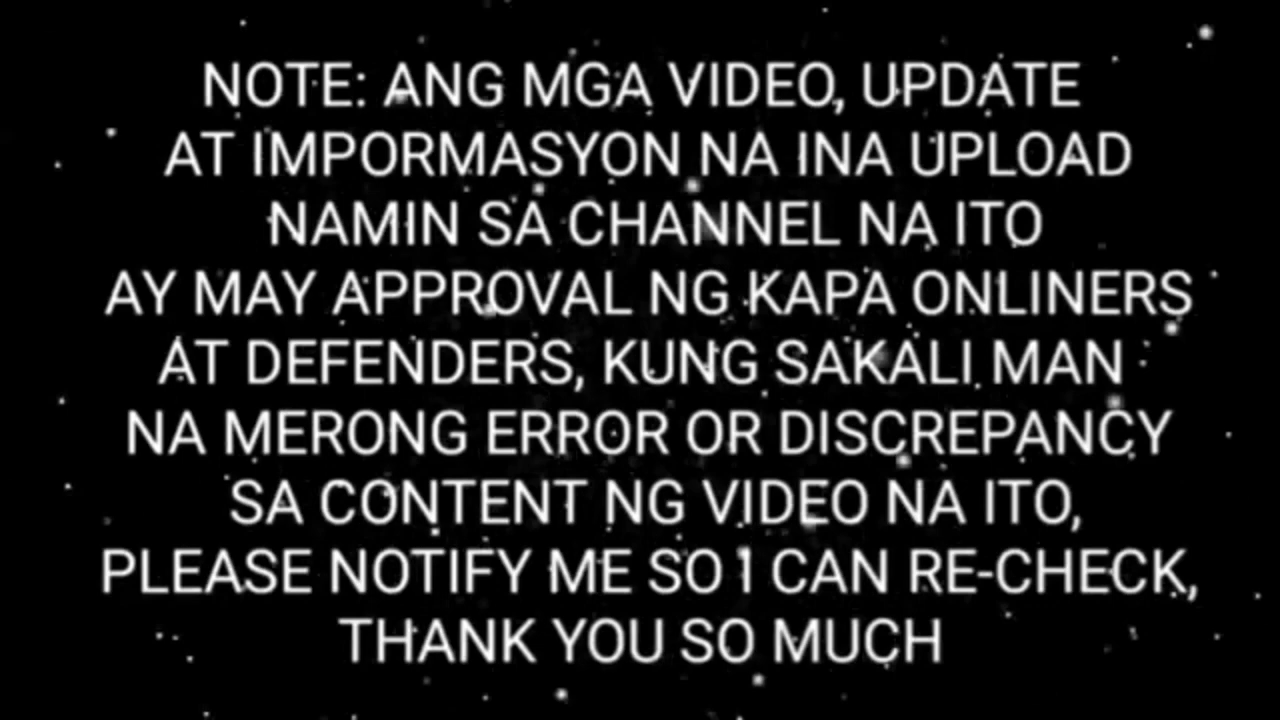 NOTE: ANG MGA VIDEO, UPDATE
AT IMPORMASYON NA INA UPLOAD
NAMIN SA CHANNEL NA ITO
AY MAY APPROVAL NG KAPA ONLINERS
AT DEFENDERS, KUNG SAKALI MAN
NA MERONG ERROR OR DISCREPANCY
SA CONTENT NG VIDEO NA ITO,
PLEASE NOTIFY ME SO I CAN RE-CHECK,
THANK YOU SO MUCH